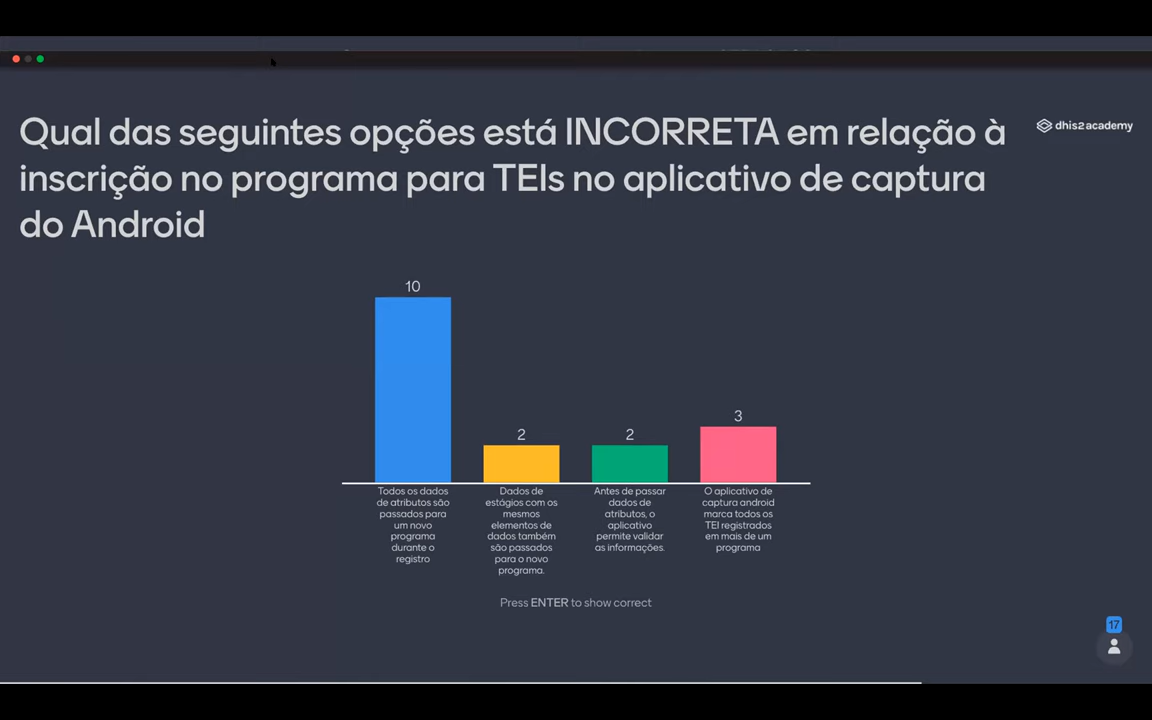 Qual das seguintes opções está INCORRETA em relação à
inscrição no programa para TEIs no aplicativo de captura
do Android
dhis2academy
10
2
2
3
Todos os dados
de atributos são
passados para
um novo
programa
durante o
registro
Dados de
estágios com os
mesmos
elementos de
dados também
são passados
para o novo
programa.
Antes de passar
dados de
atributos, o
aplicativo
permite validar
as informações.
O aplicativo de
captura android
marca todos os
TEI registrados
em mais de um
programa
Press ENTER to show correct
17